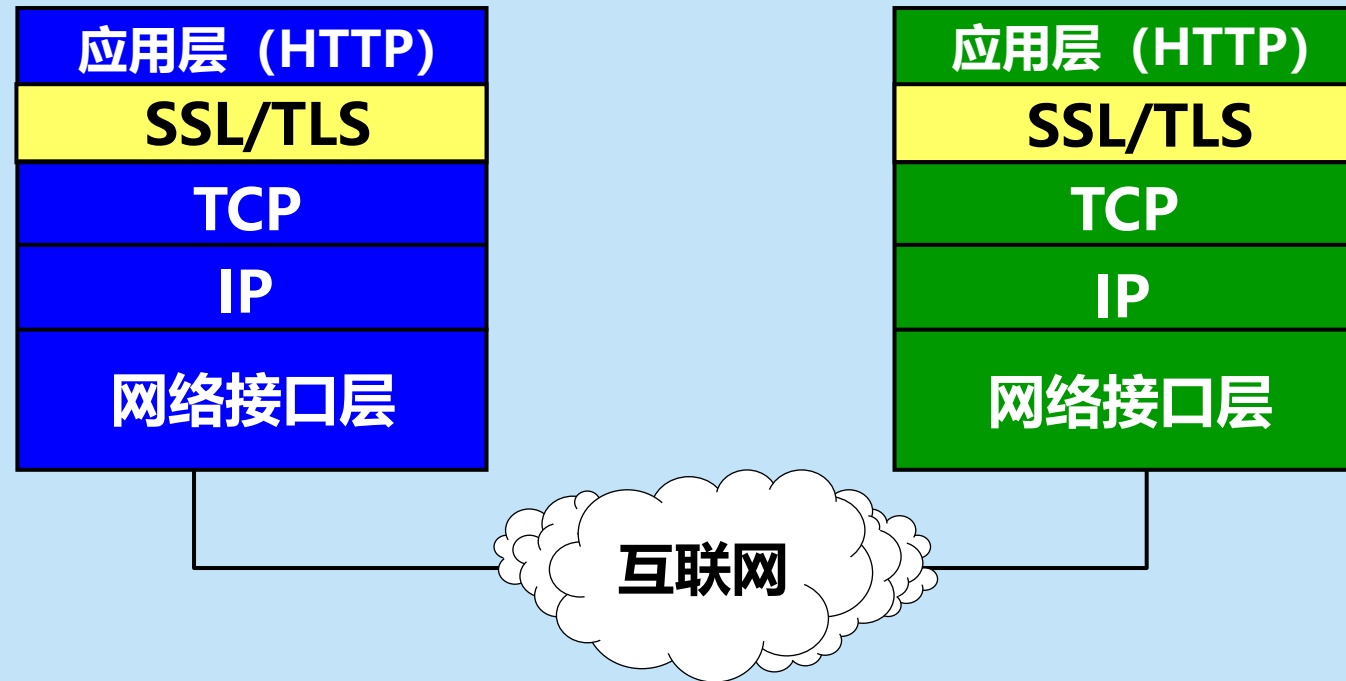 应用层（HTTP）
SSL/TLS
TCP
IP
网络接口层
应用层（HTTP）
SSL/TLS
TCP
IP
网络接口层
互联网